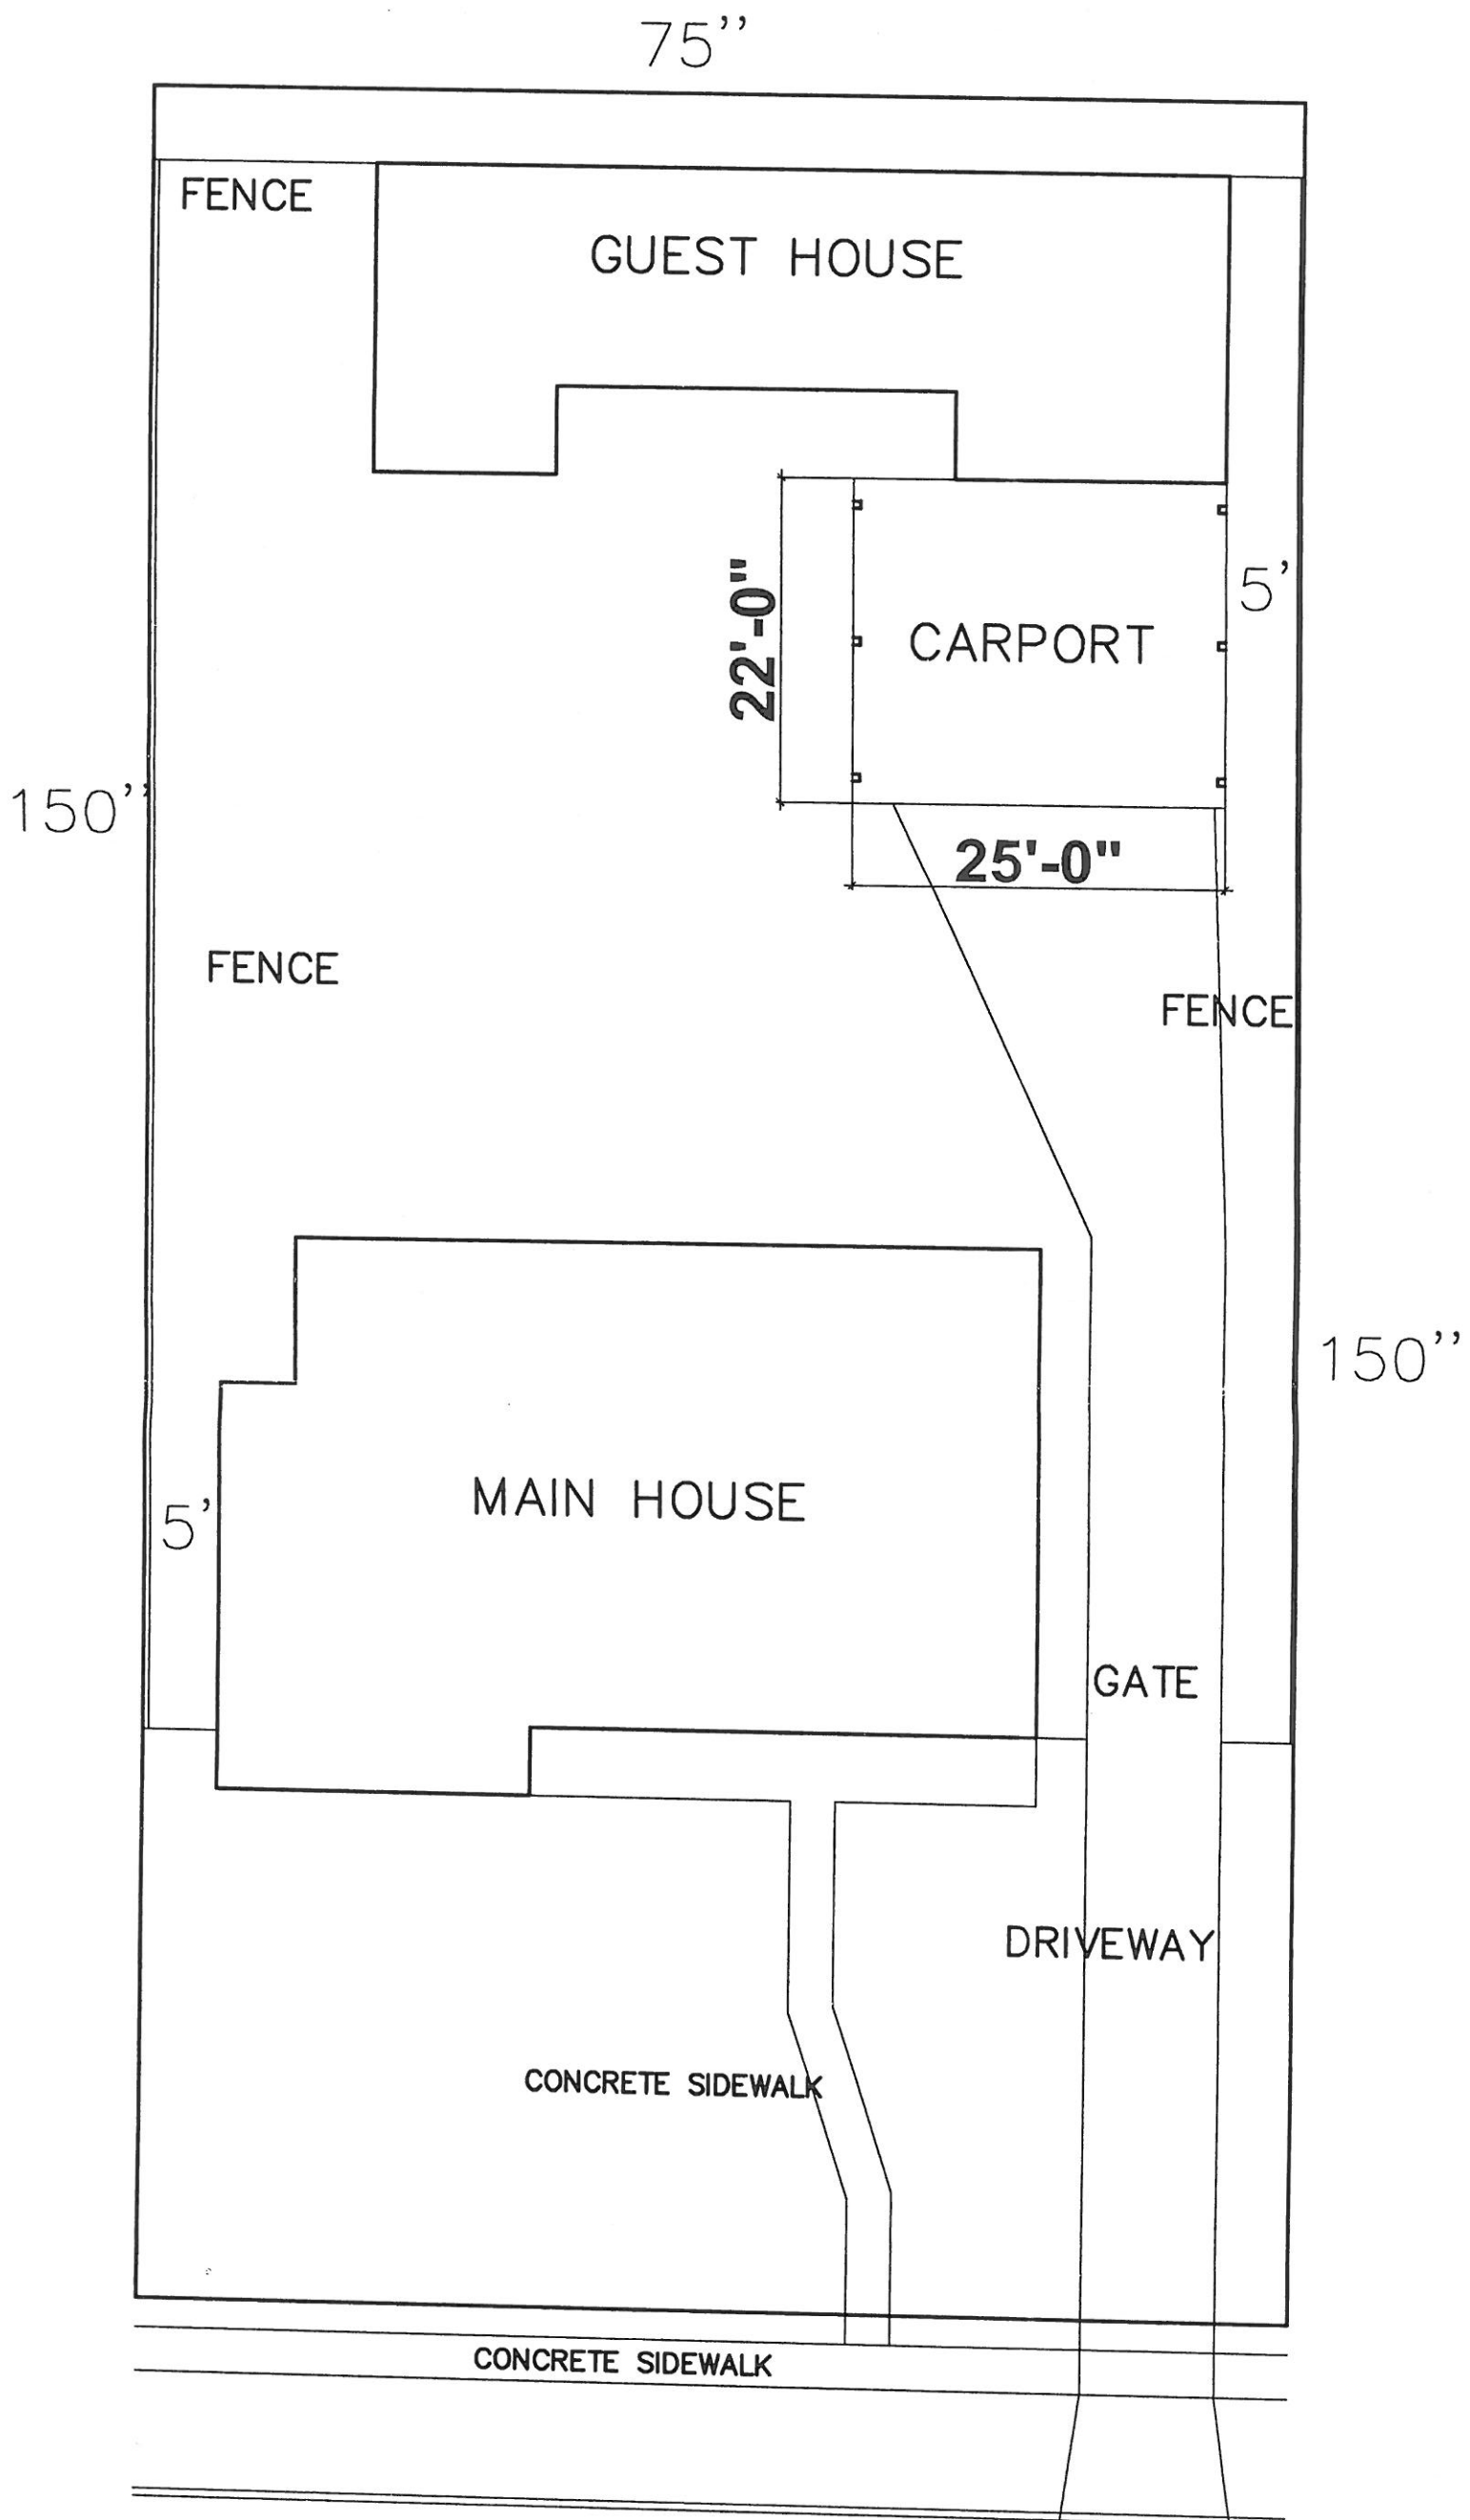 75’’
FENCE
GUEST HOUSE
5’
22'-0"
CARPORT
150’’
25'-0"
FENCE
FENCE
150’’
MAIN HOUSE
5’
GATE
DRIVEWAY
CONCRETE SIDEWALK
CONCRETE SIDEWALK